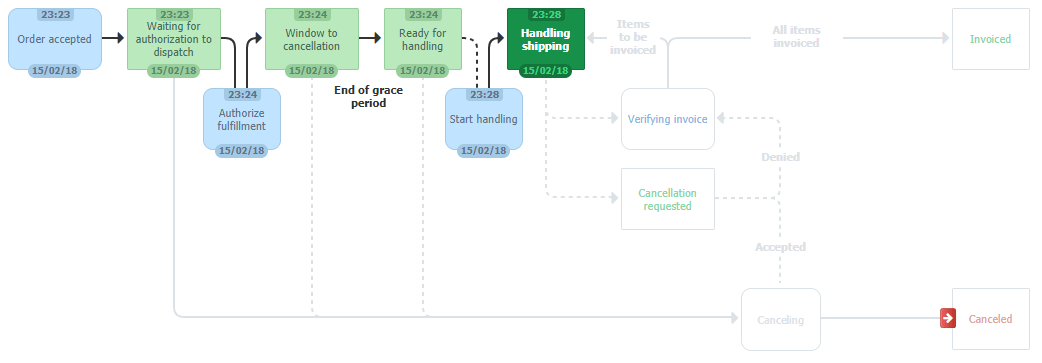 23:23
Order accepted
15/02/18
23:23
Waiting for
authorization to
dispatch
15/02/18
23:24
Authorize
fulfillment
15/02/18
23:24
Window to
cancellation
15/02/18
End of grace
period
23:24
Ready for
handling
15/02/18
23:28
Start handling
15/02/18
23:28
Handling
shipping
15/02/18
Items
to be
invoiced
All items
invoiced
Invoiced
Verifying invoice
Denied
Cancellation
requested
Accepted
Canceling
Canceled